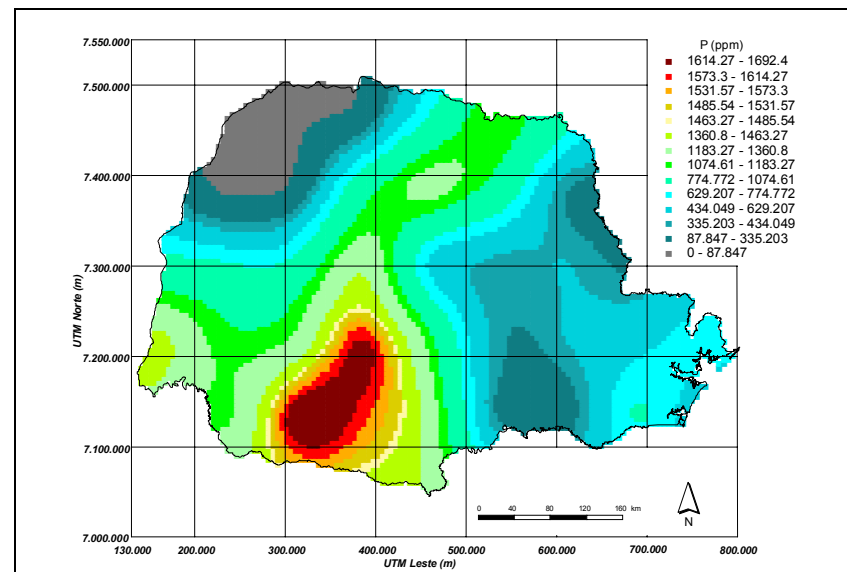 P (ppm)
1614.27 - 1692.4
1573.3 - 1614.27
1531.57 - 1573.3
1485.54 - 1531.57
1463.27 - 1485.54
1360.8 - 1463.27
1183.27 - 1360.8
1074.61 - 1183.27
774.772 - 1074.61
629.207 - 774.772
434.049 - 629.207
335.203 - 434.049
87.847 - 335.203
0 - 87.847
7.550.000
7.500.000
7.400.000
7.300.000
7.200.000
7.100.000
7.000.000
UTM Norte (m)
0 40 80 120 160 km
N
130.000 200.000 300.000 400.000 500.000 600.000 700.000 800.000
UTM Leste (m)